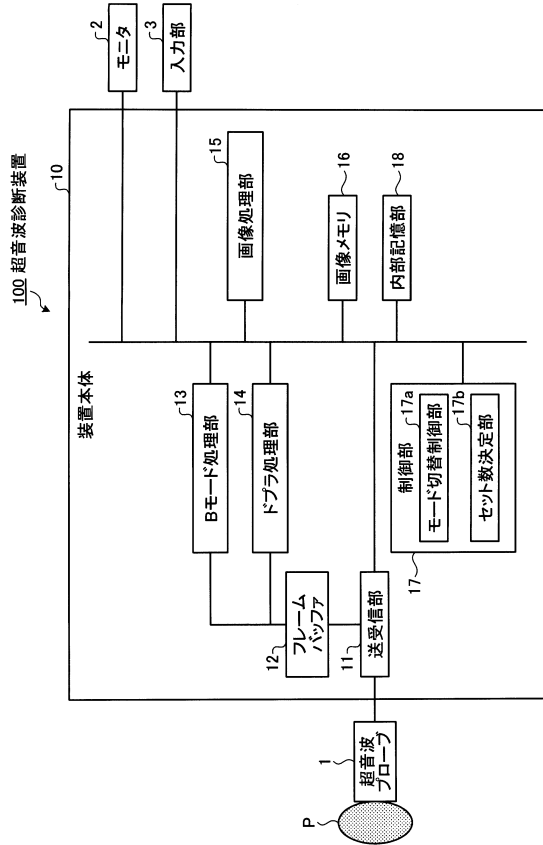 100 超音波診断装置
10
装置本体
2
モニタ
3
入力部
15
画像処理部
16
画像メモリ
18
内部記憶部
13
Bモード処理部
14
ドプラ処理部
制御部
17a
モード切替制御部
17b
セット数決定部
17
12
フレーム
バッファ
11
送受信部
1
超音波
プローブ
P